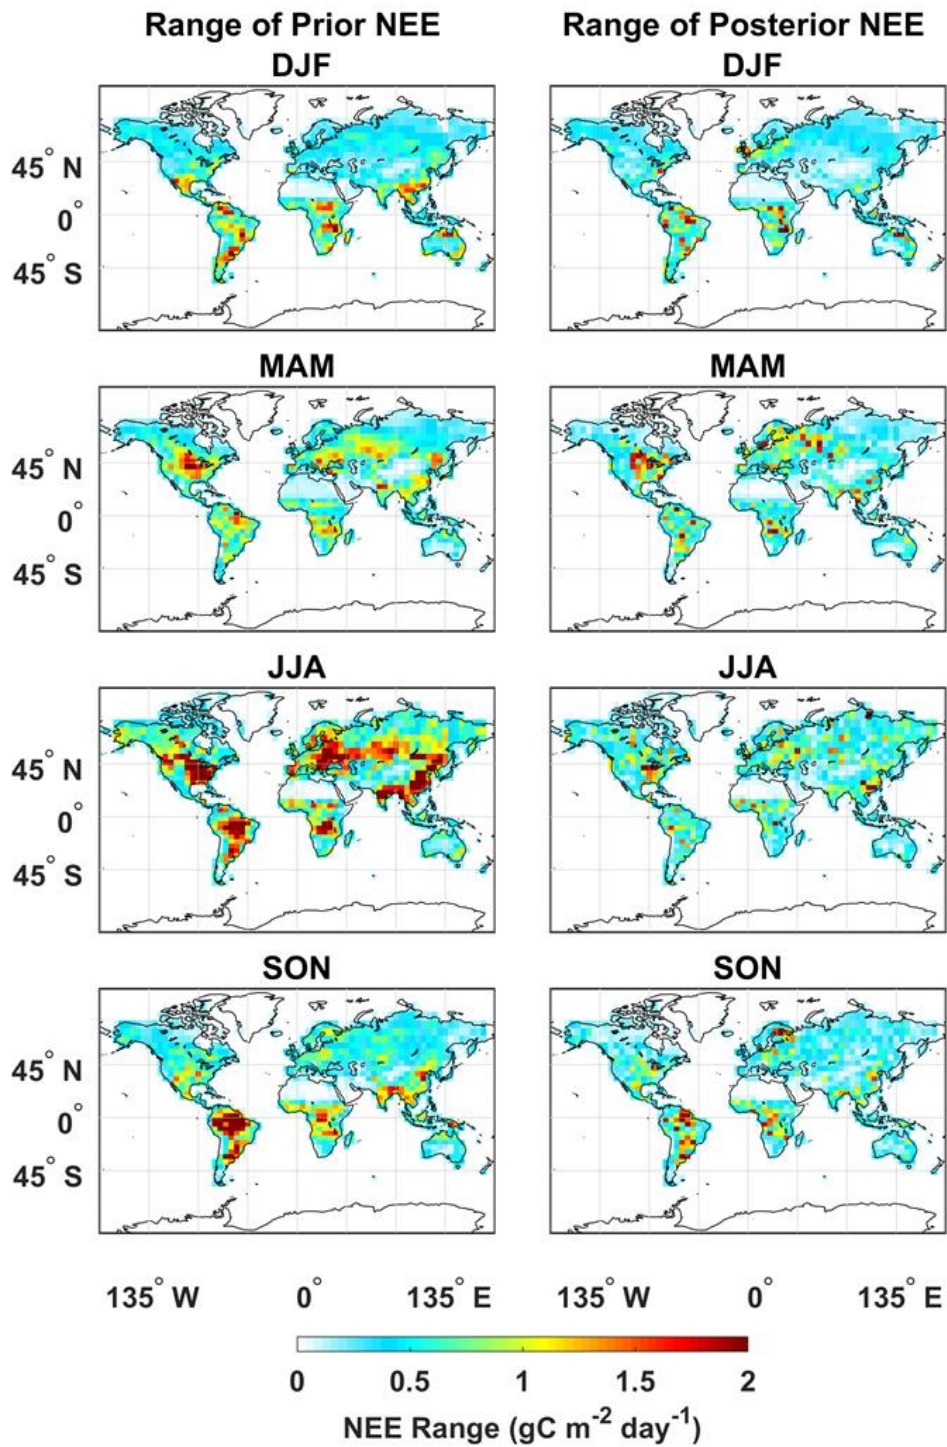 Range of Prior NEE
Range of Posterior NEE
DJF
DJF
45° N
0°
45° S
MAM
MAM
45° N
0°
45° S
JJA
JJA
45° N
0°
45° S
SON
SON
45° N
0°
45° S
135° W
0°
135° E
135° W
0°
135° E
0
0.5
1
1.5
2
NEE Range (gC m⁻² day⁻¹)